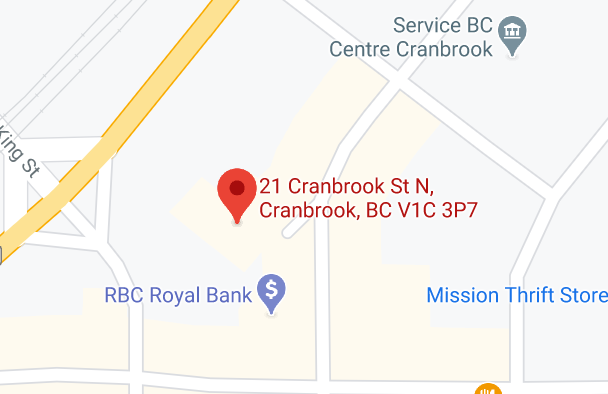 Service BC
Centre Cranbrook
King St
21 Cranbrook St N,
Cranbrook, BC V1C 3P7
RBC Royal Bank
$
Mission Thrift Store